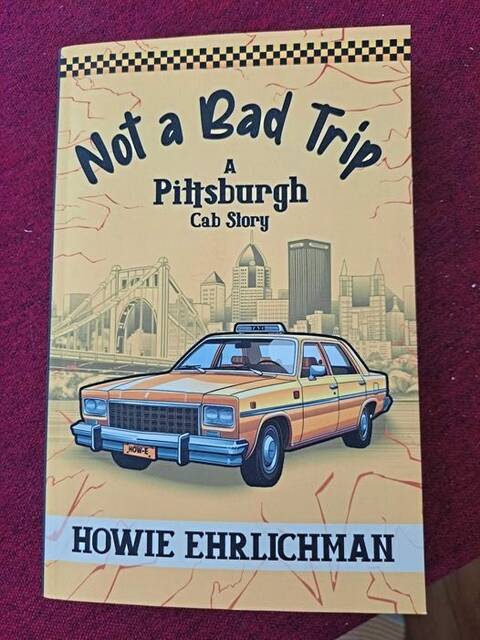 Not a Bad Trip
A
Pittsburgh
Cab Story
TAXI
HOW-E
HOWIE EHRLICHMAN